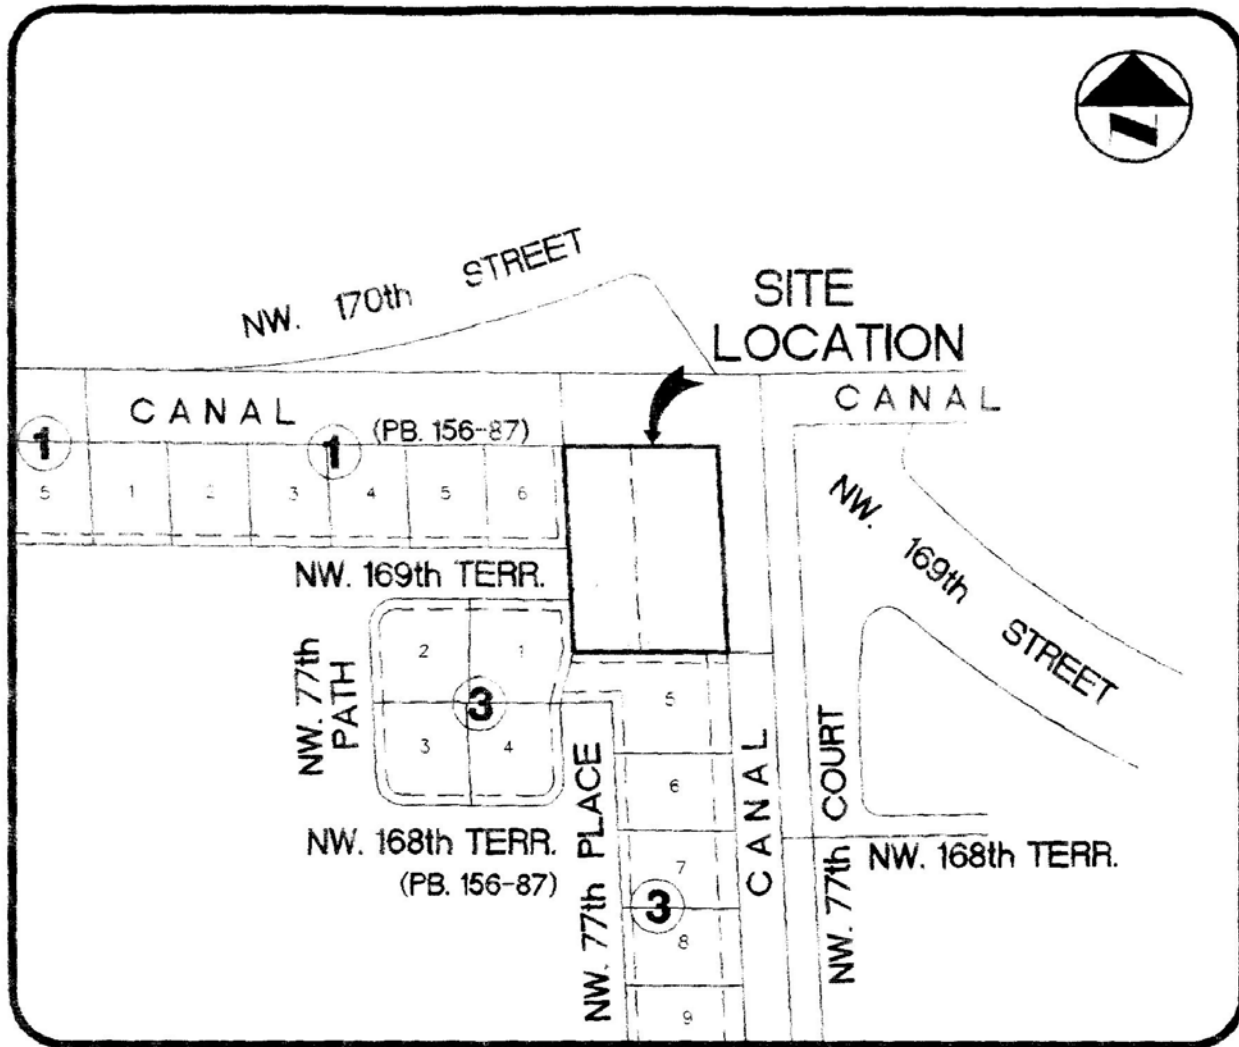 N
NW. 170th STREET
SITE
LOCATION
CANAL
CANAL
(PB. 156-87)
1
1
5
1
2
3
4
5
6
NW. 169th STREET
NW. 169th TERR.
NW. 77th
PATH
2
1
3
3
4
5
6
7
3
8
9
NW. 168th TERR.
(PB. 156-87)
NW. 77th PLACE
CANAL
NW. 77th COURT
NW. 168th TERR.